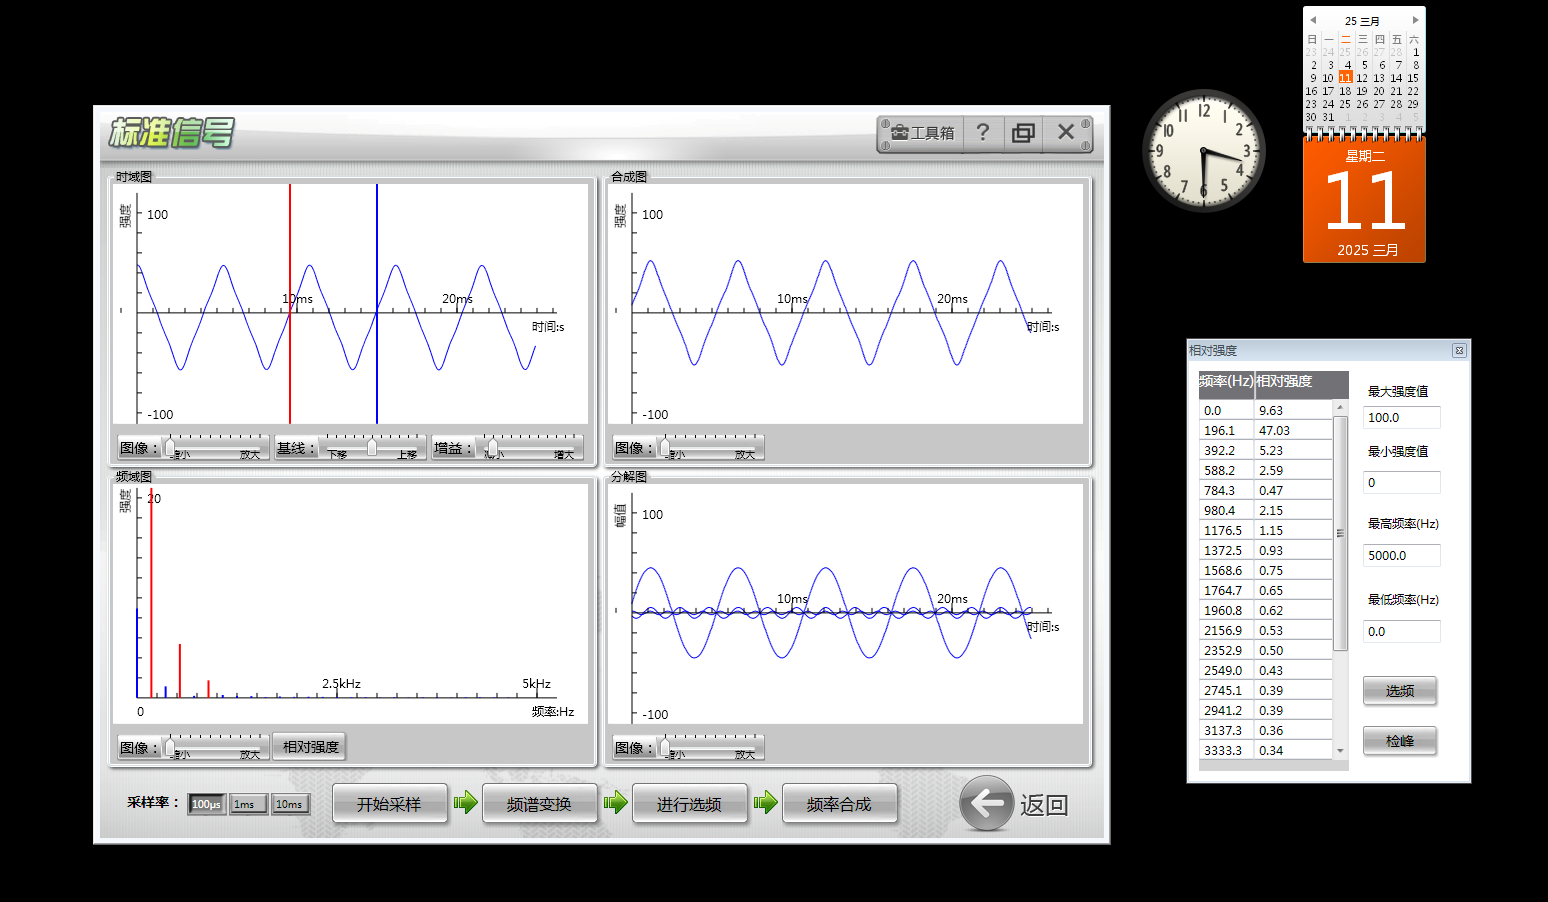 标准信号
工具箱 ?
时域图
强度
100
10ms
20ms
时间:s
-100
图像： 缩小 放大
基线： 下移 上移
增益： 减小 增大
合成图
强度
100
10ms
20ms
时间:s
-100
图像： 缩小 放大
频域图
强度
20
2.5kHz
5kHz
0
频率:Hz
图像： 缩小 放大
相对强度
分解图
幅值
100
10ms
20ms
时间:s
-100
图像： 缩小 放大
采样率： 100μs 1ms 10ms
开始采样
频谱变换
进行选频
频率合成
返回
12 1 2 3 4 5 6 7 8 9 10 11
25 三月
日 一 二 三 四 五 六
23 24 25 26 27 28 1
2 3 4 5 6 7 8
9 10 11 12 13 14 15
16 17 18 19 20 21 22
23 24 25 26 27 28 29
30 31 1 2 3 4 5
星期二
11
2025 三月
相对强度
频率(Hz) 相对强度
0.0 9.63
196.1 47.03
392.2 5.23
588.2 2.59
784.3 0.47
980.4 2.15
1176.5 1.15
1372.5 0.93
1568.6 0.75
1764.7 0.65
1960.8 0.62
2156.9 0.53
2352.9 0.50
2549.0 0.43
2745.1 0.39
2941.2 0.39
3137.3 0.36
3333.3 0.34
最大强度值
100.0
最小强度值
0
最高频率(Hz)
5000.0
最低频率(Hz)
0.0
选频
检峰